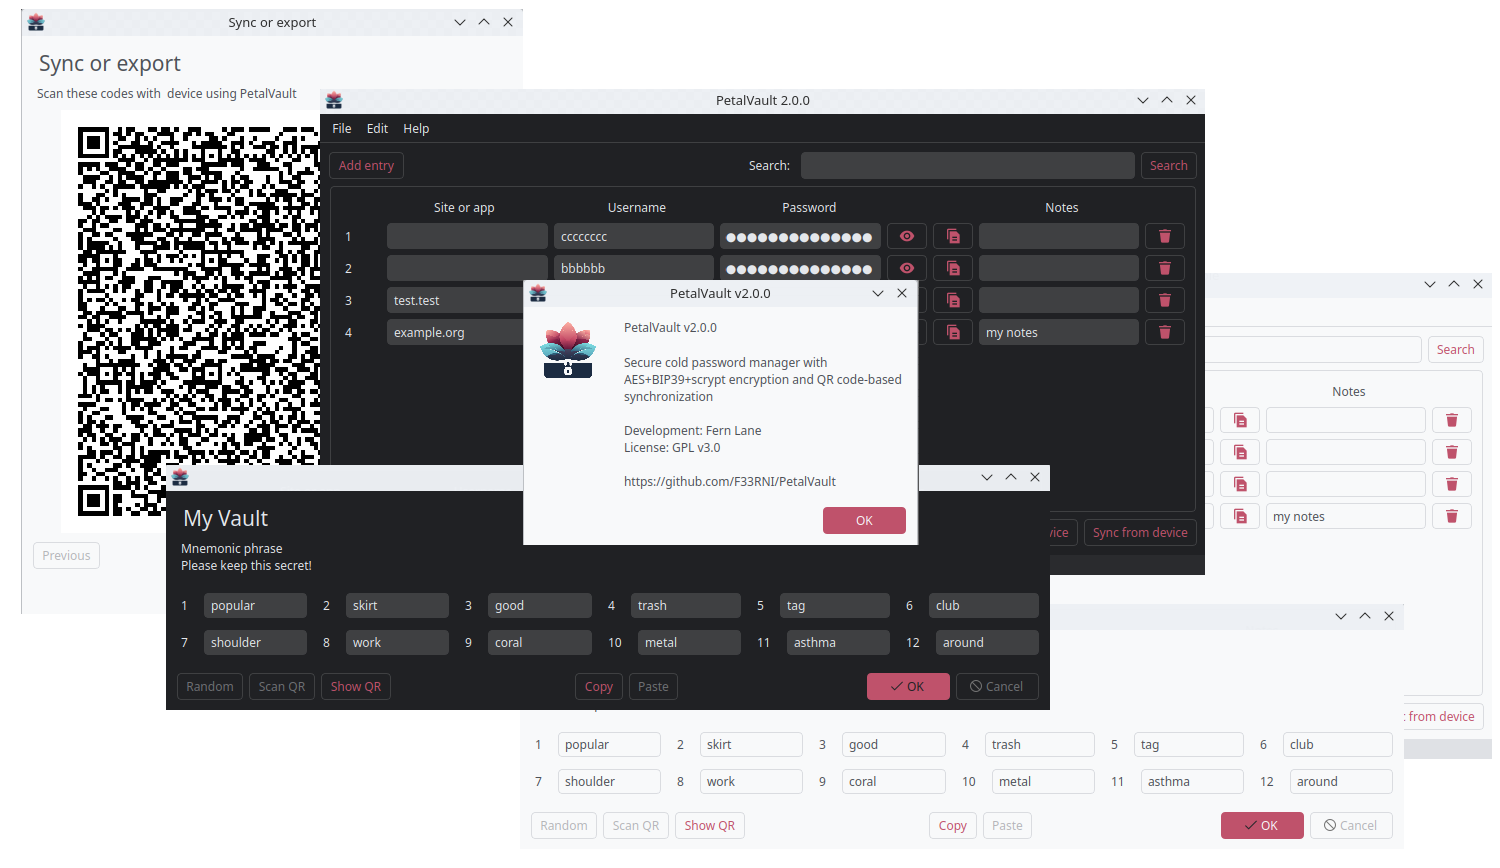 Sync or export
Sync or export
Scan these codes with  device using PetalVault
Previous
PetalVault 2.0.0
File Edit Help
Add entry Search: Search
Site or app Username Password Notes
1 cccccccc ●●●●●●●●●●●●●●
2 bbbbbb ●●●●●●●●●●●●●●
3 test.test
4 example.org my notes
Sync from device
PetalVault v2.0.0
PetalVault v2.0.0
Secure cold password manager with
AES+BIP39+scrypt encryption and QR code-based
synchronization
Development: Fern Lane
License: GPL v3.0
https://github.com/F33RNI/PetalVault
OK
My Vault
Mnemonic phrase
Please keep this secret!
1 popular 2 skirt 3 good 4 trash 5 tag 6 club
7 shoulder 8 work 9 coral 10 metal 11 asthma 12 around
Random Scan QR Show QR Copy Paste OK Cancel
Search
Notes
my notes
from device
1 popular 2 skirt 3 good 4 trash 5 tag 6 club
7 shoulder 8 work 9 coral 10 metal 11 asthma 12 around
Random Scan QR Show QR Copy Paste OK Cancel